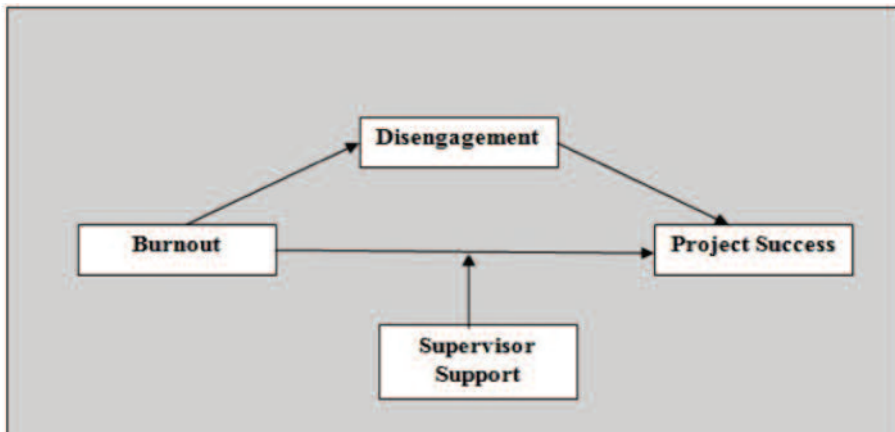 Disengagement
Burnout
Project Success
Supervisor
Support